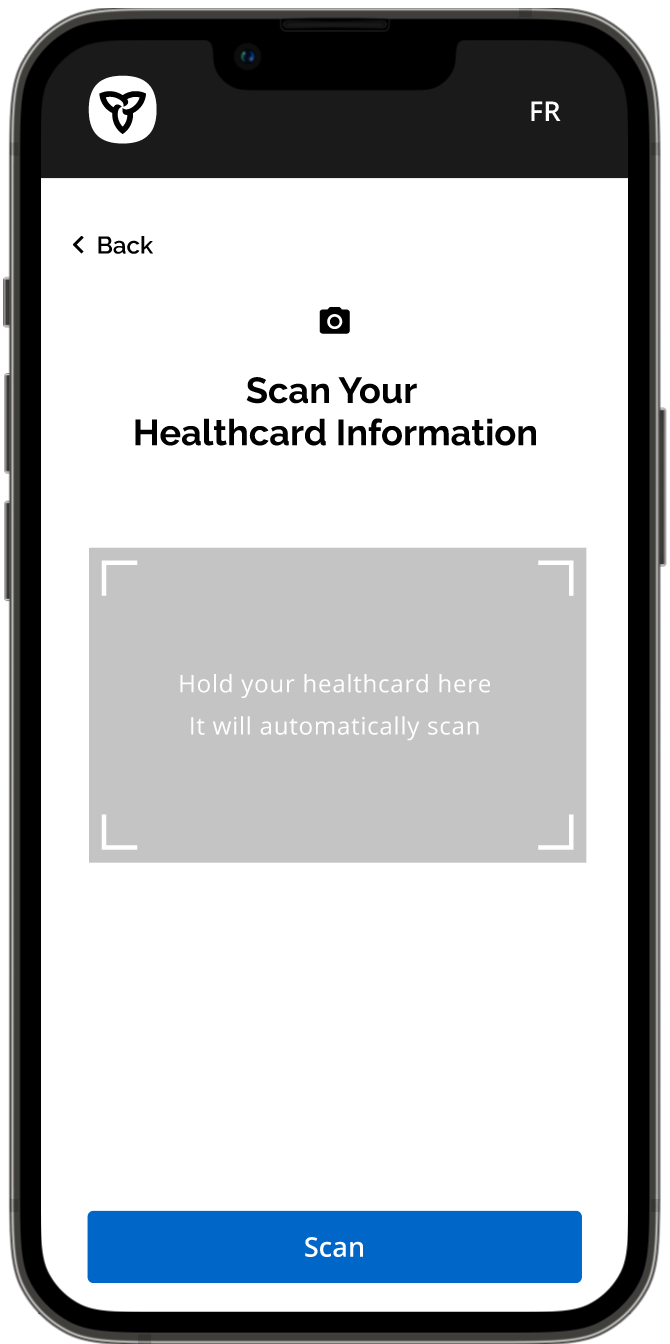 FR
Back
Scan Your
Healthcard Information
Hold your healthcard here
It will automatically scan
Scan